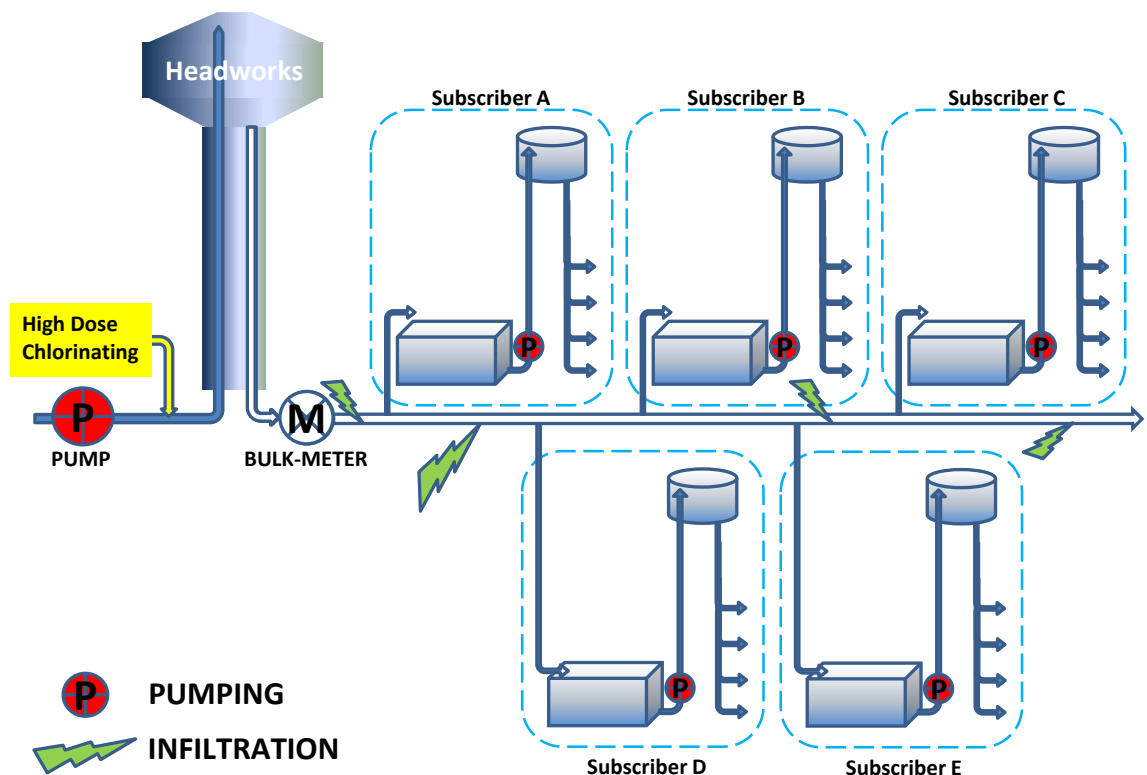 Headworks
Subscriber A
Subscriber B
Subscriber C
High Dose
Chlorinating
P
P
P
P
PUMP
M
BULK-METER
P
P
P
PUMPING
INFILTRATION
Subscriber D
Subscriber E